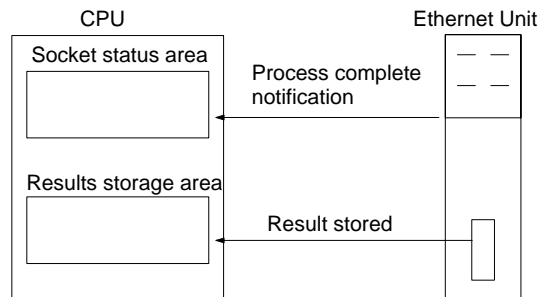 CPU
Ethernet Unit
Socket status area
Process complete
notification
Results storage area
Result stored